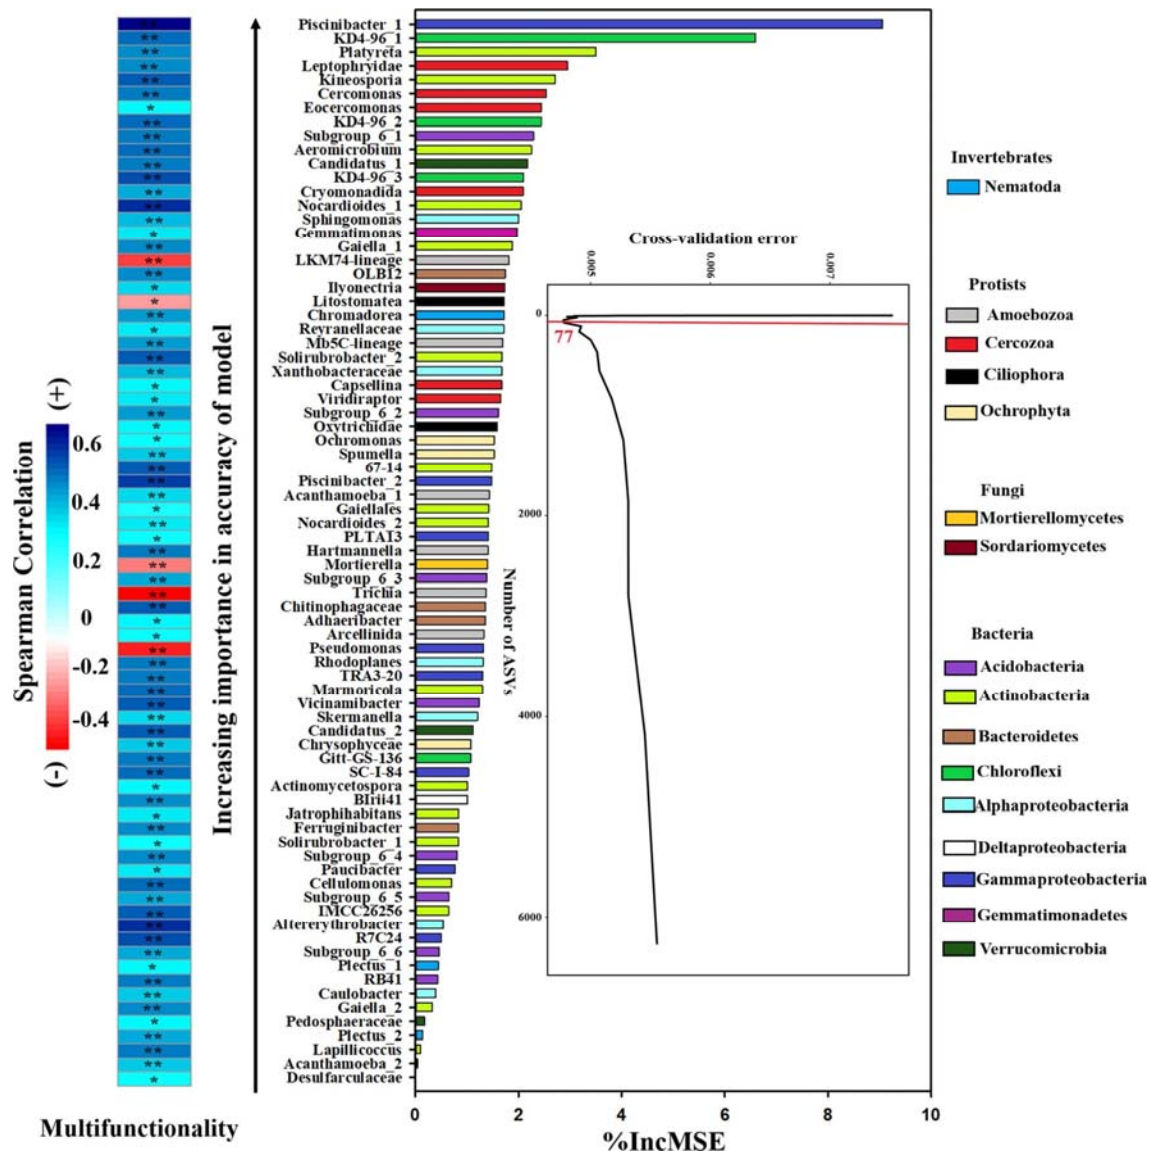 Piscinibacter_1
KD4-96_1
Platyreta
Leptophryidae
Kineosporia
Cercomonas
Eocercomonas
KD4-96_2
Subgroup_6_1
Aeromicrobium
Candidatus_1
KD4-96_3
Cryomonadida
Nocardioides_1
Sphingomonas
Gemmatimonas
Gaiella_1
LKM74-lineage
OLB12
Ilyonectria
Litostomatea
Chromadorea
Reyranellaceae
Mb5C-lineage
Solirubrobacter_2
Xanthobacteraceae
Capsellina
Viridiraptor
Subgroup_6_2
Oxytrichidae
Ochromonas
Spumella
67-14
Piscinibacter_2
Acanthamoeba_1
Gaiellales
Nocardioides_2
PLTA13
Hartmannella
Mortierella
Subgroup_6_3
Trichia
Chitinophagaceae
Adhaeribacter
Arcellinida
Pseudomonas
Rhodoplanes
TRA3-20
Marmoricola
Vicinamibacter
Skermanella
Candidatus_2
Chrysophyceae
Gitt-GS-136
SC-I-84
Actinomycetospora
BIrii41
Jatrophihabitans
Ferruginibacter
Solirubrobacter_1
Subgroup_6_4
Paucibacter
Cellulomonas
Subgroup_6_5
IMCC26256
Altererythrobacter
R7C24
Subgroup_6_6
Plectus_1
RB41
Caulobacter
Gaiella_2
Pedosphaeraceae
Plectus_2
Lapillicoccus
Acanthamoeba_2
Desulfarculaceae
0 2 4 6 8 10
%IncMSE
Multifunctionality
Spearman Correlation
(+)
0.6
0.4
0.2
0
-0.2
-0.4
(-)
Increasing importance in accuracy of model
Cross-validation error
0.005 0.006 0.007
Number of ASVs
0
2000
4000
6000
77
Invertebrates
Nematoda
Protists
Amoebozoa
Cercozoa
Ciliophora
Ochrophyta
Fungi
Mortierellomycetes
Sordariomycetes
Bacteria
Acidobacteria
Actinobacteria
Bacteroidetes
Chloroflexi
Alphaproteobacteria
Deltaproteobacteria
Gammaproteobacteria
Gemmatimonadetes
Verrucomicrobia